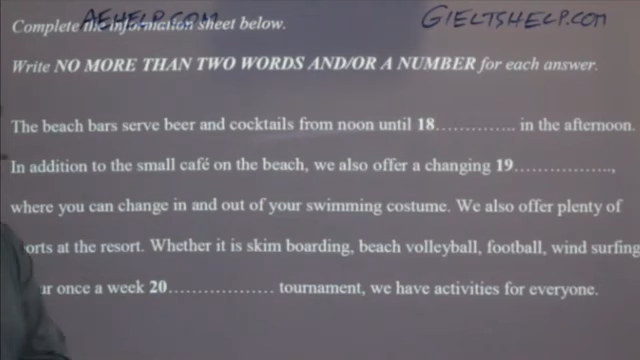 AEHELP.COM
GIELTSHELP.COM
Complete the information sheet below.
Write NO MORE THAN TWO WORDS AND/OR A NUMBER for each answer.
The beach bars serve beer and cocktails from noon until 18.............. in the afternoon.
In addition to the small café on the beach, we also offer a changing 19.................,
where you can change in and out of your swimming costume. We also offer plenty of
orts at the resort. Whether it is skim boarding, beach volleyball, football, wind surfing
ur once a week 20.................. tournament, we have activities for everyone.